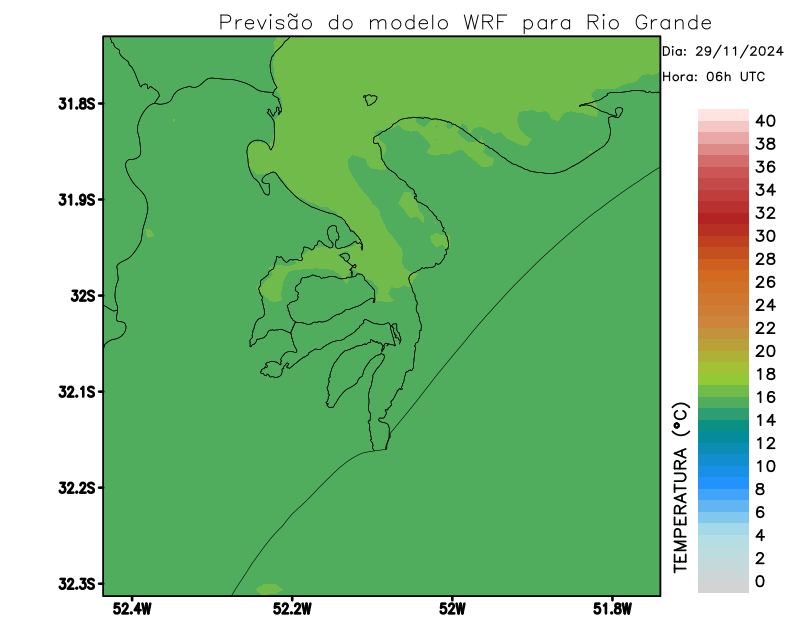 Previsão do modelo WRF para Rio Grande
Dia: 29/11/2024
Hora: 06h UTC
31.8S
31.9S
32S
32.1S
32.2S
32.3S
52.4W
52.2W
52W
51.8W
TEMPERATURA (°C)
40
38
36
34
32
30
28
26
24
22
20
18
16
14
12
10
8
6
4
2
0